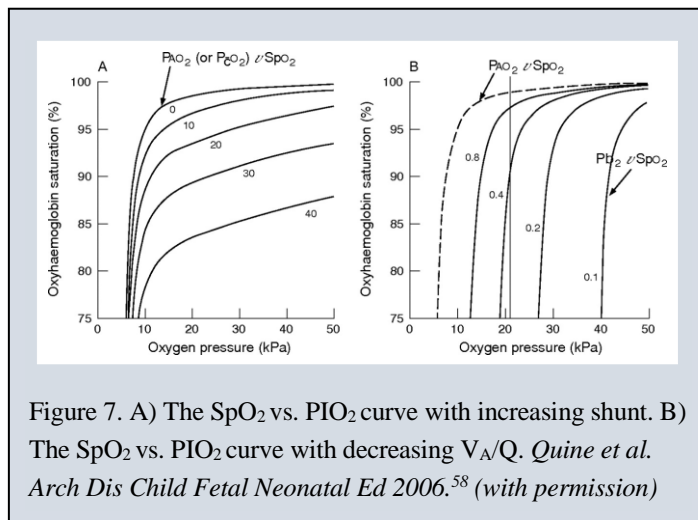 A
PAO2 (or PćO2) 𝜈 SpO2
Oxyhaemoglobin saturation (%)
100
95
90
85
80
75
0
10
20
30
40
0 10 20 30 40 50
Oxygen pressure (kPa)
B
PAO2 𝜈 SpO2
Oxyhaemoglobin saturation (%)
100
95
90
85
80
75
0.8
0.4
0.2
0.1
PIO2 𝜈 SpO2
0 10 20 30 40 50
Oxygen pressure (kPa)
Figure 7. A) The SpO₂ vs. PIO₂ curve with increasing shunt. B)
The SpO₂ vs. PIO₂ curve with decreasing VA/Q. Quine et al.
Arch Dis Child Fetal Neonatal Ed 2006.⁵⁸ (with permission)